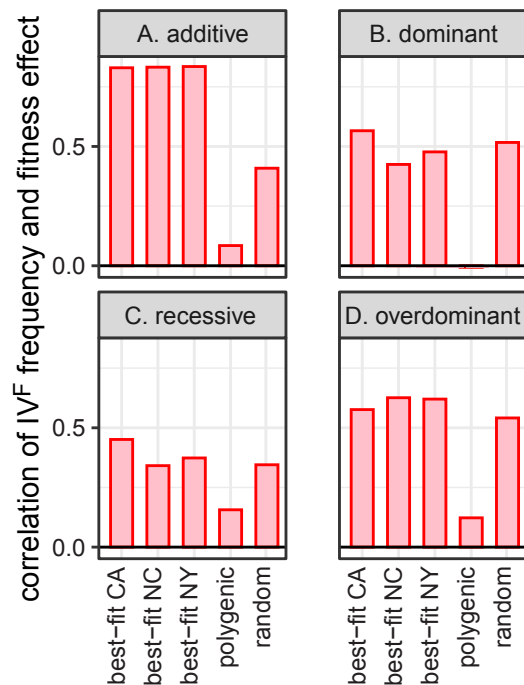 correlation of IVF frequency and fitness effect
A. additive
B. dominant
0.5
0.0
C. recessive
D. overdominant
0.5
0.0
best−fit CA
best−fit NC
best−fit NY
polygenic
random
best−fit CA
best−fit NC
best−fit NY
polygenic
random